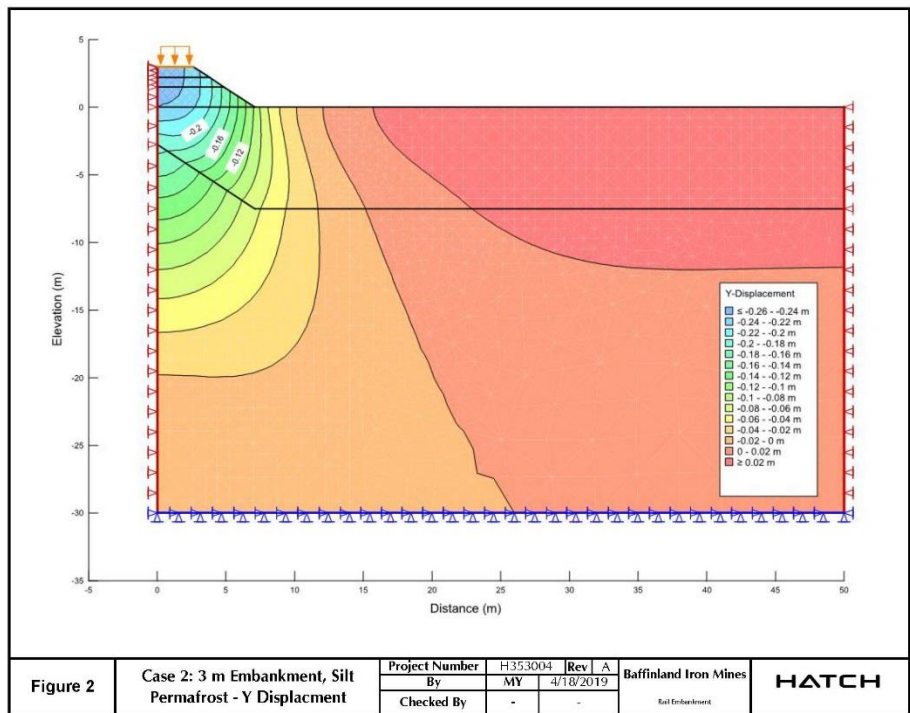 5
0
-5
-10
-15
-20
-25
-30
-35
Elevation (m)
-0.2
-0.16
-0.12
Y-Displacement
≤ -0.26 - -0.24 m
-0.24 - -0.22 m
-0.22 - -0.2 m
-0.2 - -0.18 m
-0.18 - -0.16 m
-0.16 - -0.14 m
-0.14 - -0.12 m
-0.12 - -0.1 m
-0.1 - -0.08 m
-0.08 - -0.06 m
-0.06 - -0.04 m
-0.04 - -0.02 m
-0.02 - 0 m
0 - 0.02 m
≥ 0.02 m
-5 0 5 10 15 20 25 30 35 40 45 50
Distance (m)
Figure 2
Case 2: 3 m Embankment, Silt
Permafrost - Y Displacment
Project Number H353004 Rev A
By MY 4/18/2019
Checked By - -
Baffinland Iron Mines
Rail Embankment
HATCH